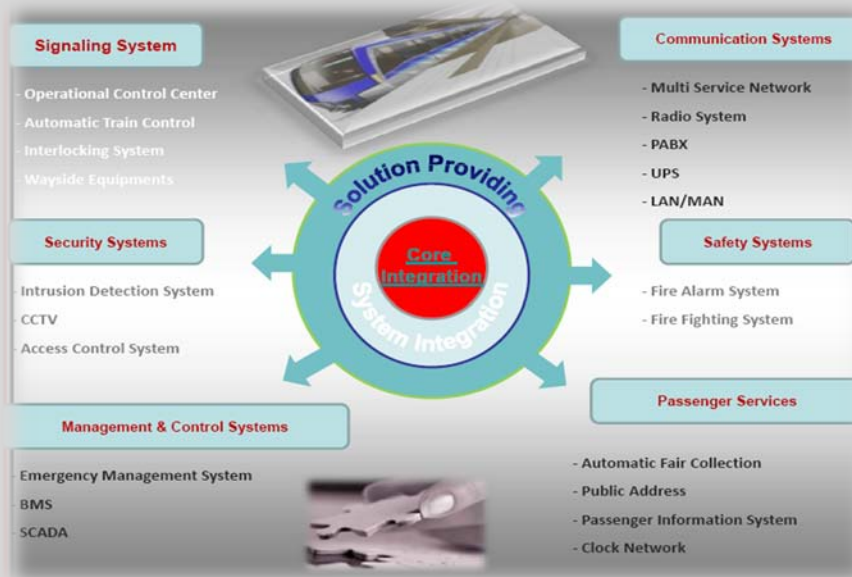 Signaling System
- Operational Control Center
- Automatic Train Control
- Interlocking System
- Wayside Equipments
Communication Systems
- Multi Service Network
- Radio System
- PABX
- UPS
- LAN/MAN
Solution Providing
Core
Integration
System Integration
Security Systems
- Intrusion Detection System
- CCTV
- Access Control System
Safety Systems
- Fire Alarm System
- Fire Fighting System
Management & Control Systems
- Emergency Management System
- BMS
- SCADA
Passenger Services
- Automatic Fair Collection
- Public Address
- Passenger Information System
- Clock Network